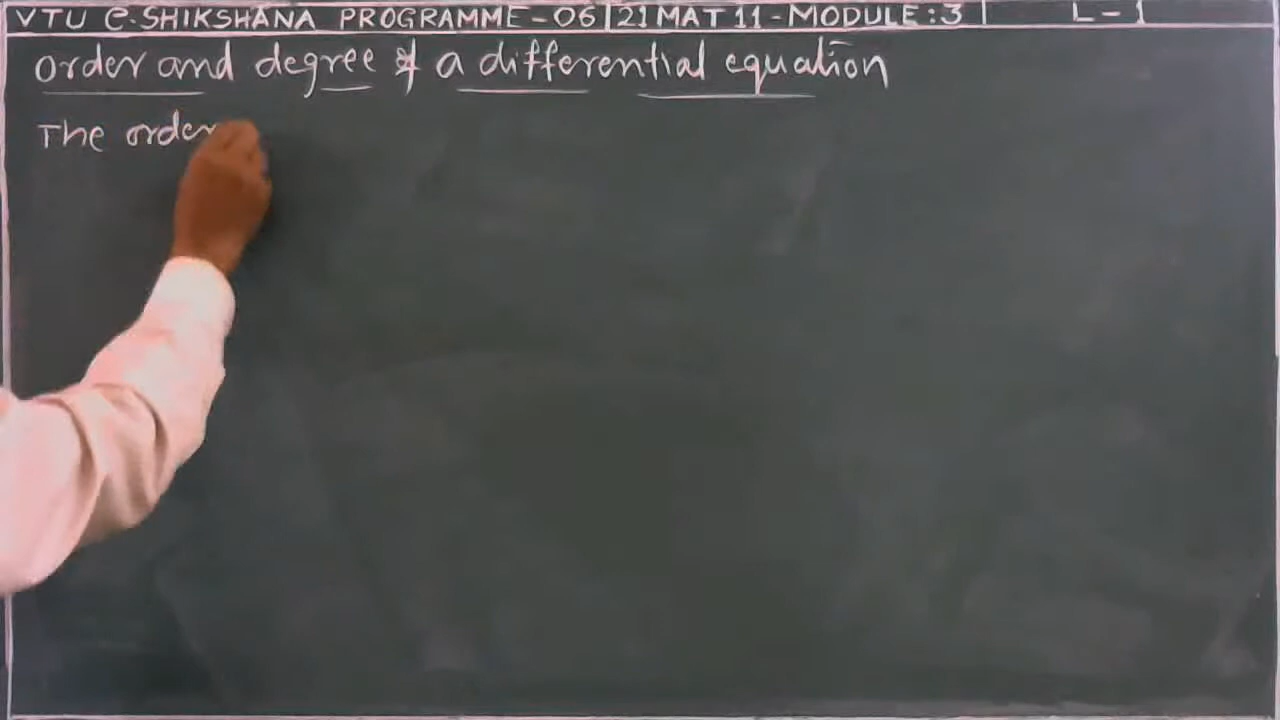 VTU e-SHIKSHANA PROGRAMME-06 | 21MAT11-MODULE:3 | L-1
order and degree of a differential equation
The order